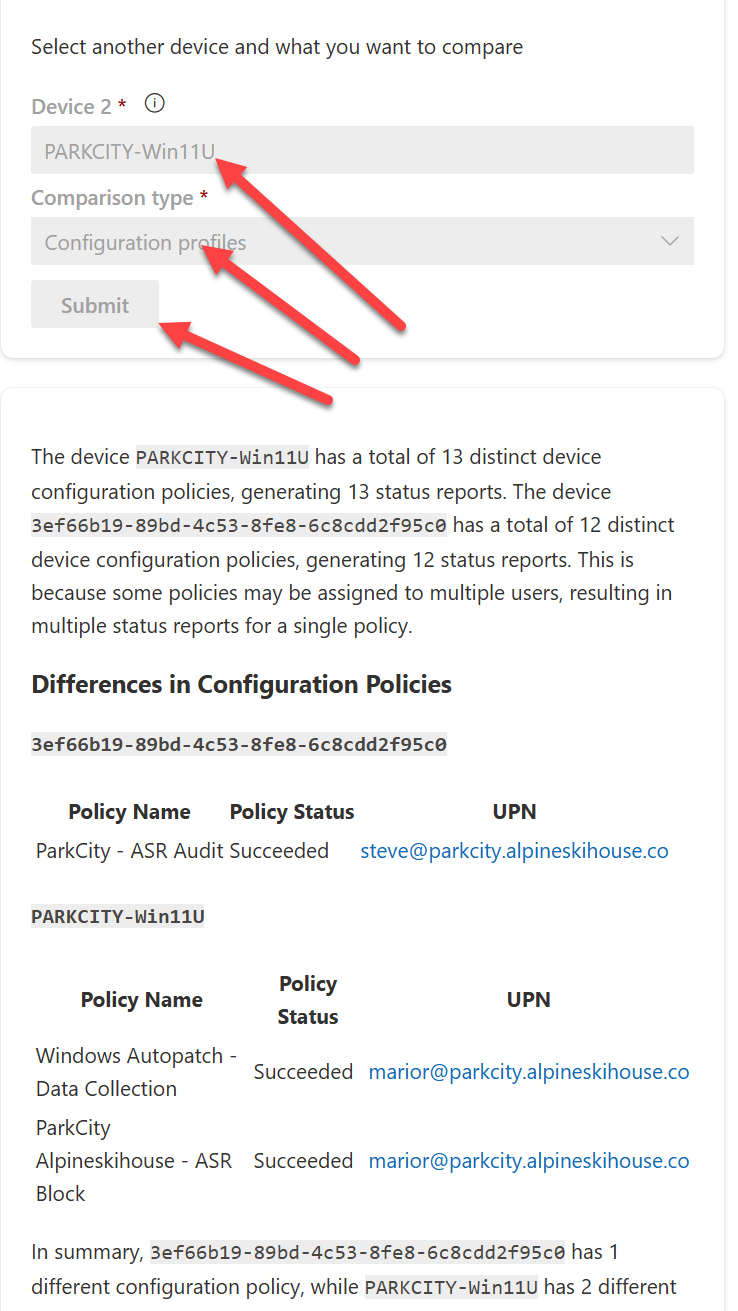 Select another device and what you want to compare
Device 2 *
PARKCITY-Win11U
Comparison type *
Configuration profiles
Submit
The device PARKCITY-Win11U has a total of 13 distinct device
configuration policies, generating 13 status reports. The device
3ef66b19-89bd-4c53-8fe8-6c8cdd2f95c0 has a total of 12 distinct
device configuration policies, generating 12 status reports. This is
because some policies may be assigned to multiple users, resulting in
multiple status reports for a single policy.
Differences in Configuration Policies
3ef66b19-89bd-4c53-8fe8-6c8cdd2f95c0
Policy Name Policy Status UPN
ParkCity - ASR Audit Succeeded steve@parkcity.alpineskihouse.co
PARKCITY-Win11U
Policy Name Policy Status UPN
Windows Autopatch - Data Collection Succeeded marior@parkcity.alpineskihouse.co
ParkCity Alpineskihouse - ASR Block Succeeded marior@parkcity.alpineskihouse.co
In summary, 3ef66b19-89bd-4c53-8fe8-6c8cdd2f95c0 has 1
different configuration policy, while PARKCITY-Win11U has 2 different